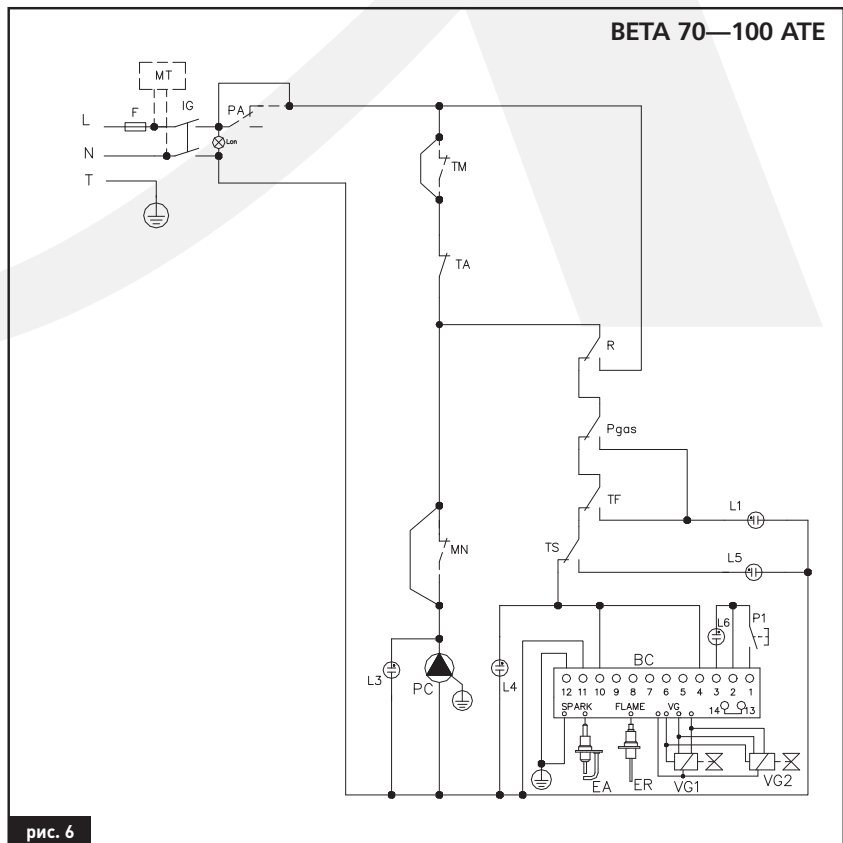 BETA 70—100 ATE
MT
L
F
IG
PA
Lon
N
T
TM
TA
R
Pgas
TF
L1
TS
L5
MN
L6
P1
L3
PC
L4
BC
12 11 10 9 8 7 6 5 4 3 2 1
SPARK FLAME VG 14 13
EA ER VG1 VG2
рис. 6